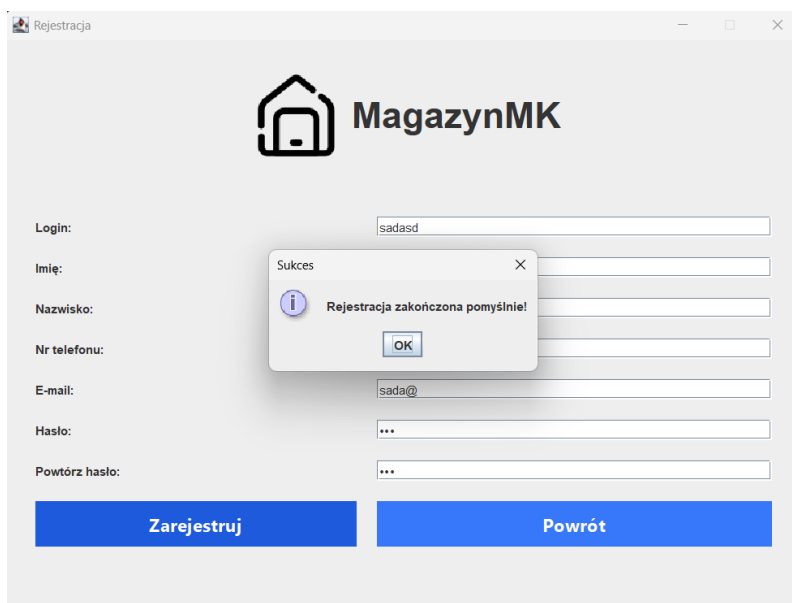 Rejestracja
MagazynMK
Login:
sadasd
Imię:
Nazwisko:
Nr telefonu:
Sukces
Rejestracja zakończona pomyślnie!
OK
E-mail:
sada@
Hasło:
•••
Powtórz hasło:
•••
Zarejestruj
Powrót